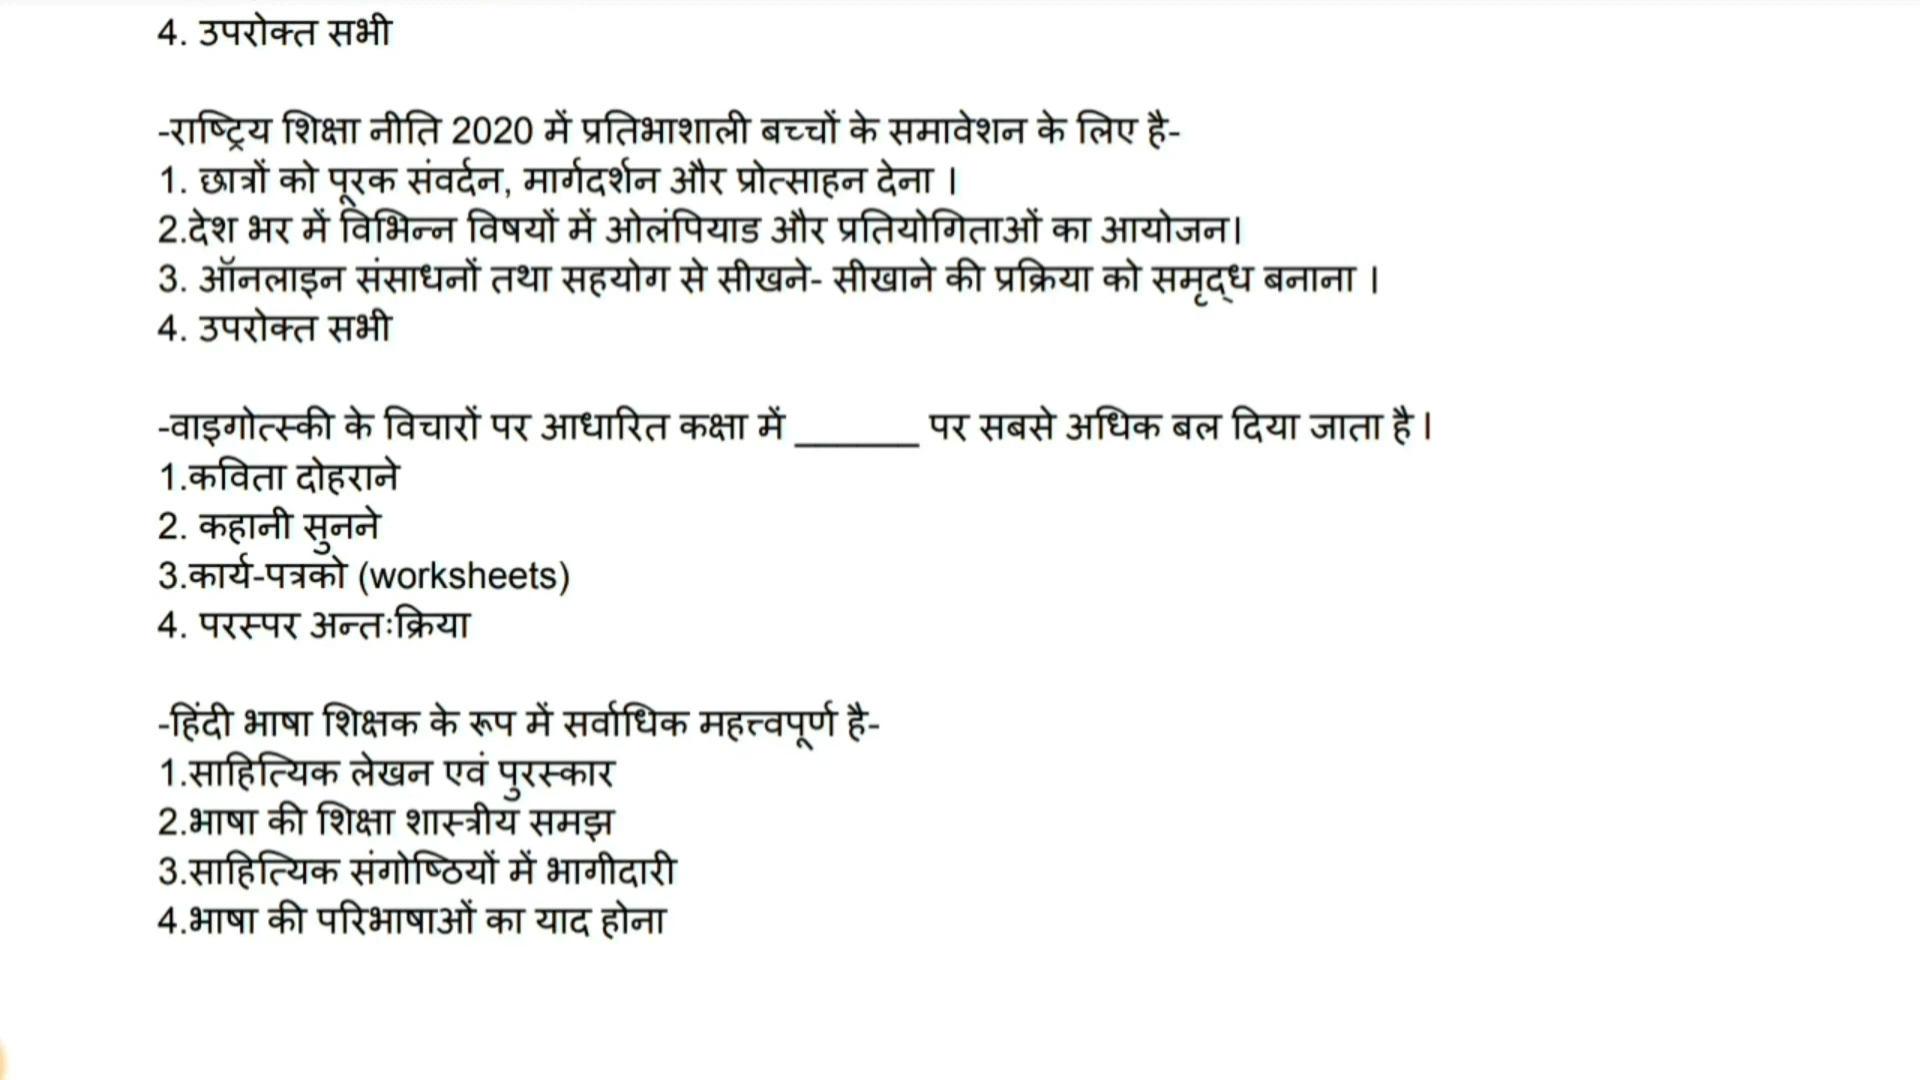 4. उपरोक्त सभी
-राष्ट्रिय शिक्षा नीति 2020 में प्रतिभाशाली बच्चों के समावेशन के लिए है-
1. छात्रों को पूरक संवर्दन, मार्गदर्शन और प्रोत्साहन देना ।
2.देश भर में विभिन्न विषयों में ओलंपियाड और प्रतियोगिताओं का आयोजन।
3. ऑनलाइन संसाधनों तथा सहयोग से सीखने- सीखाने की प्रक्रिया को समृद्ध बनाना ।
4. उपरोक्त सभी
-वाइगोत्स्की के विचारों पर आधारित कक्षा में ______ पर सबसे अधिक बल दिया जाता है ।
1.कविता दोहराने
2. कहानी सुनने
3.कार्य-पत्रको (worksheets)
4. परस्पर अन्तःक्रिया
-हिंदी भाषा शिक्षक के रूप में सर्वाधिक महत्त्वपूर्ण है-
1.साहित्यिक लेखन एवं पुरस्कार
2.भाषा की शिक्षा शास्त्रीय समझ
3.साहित्यिक संगोष्ठियों में भागीदारी
4.भाषा की परिभाषाओं का याद होना